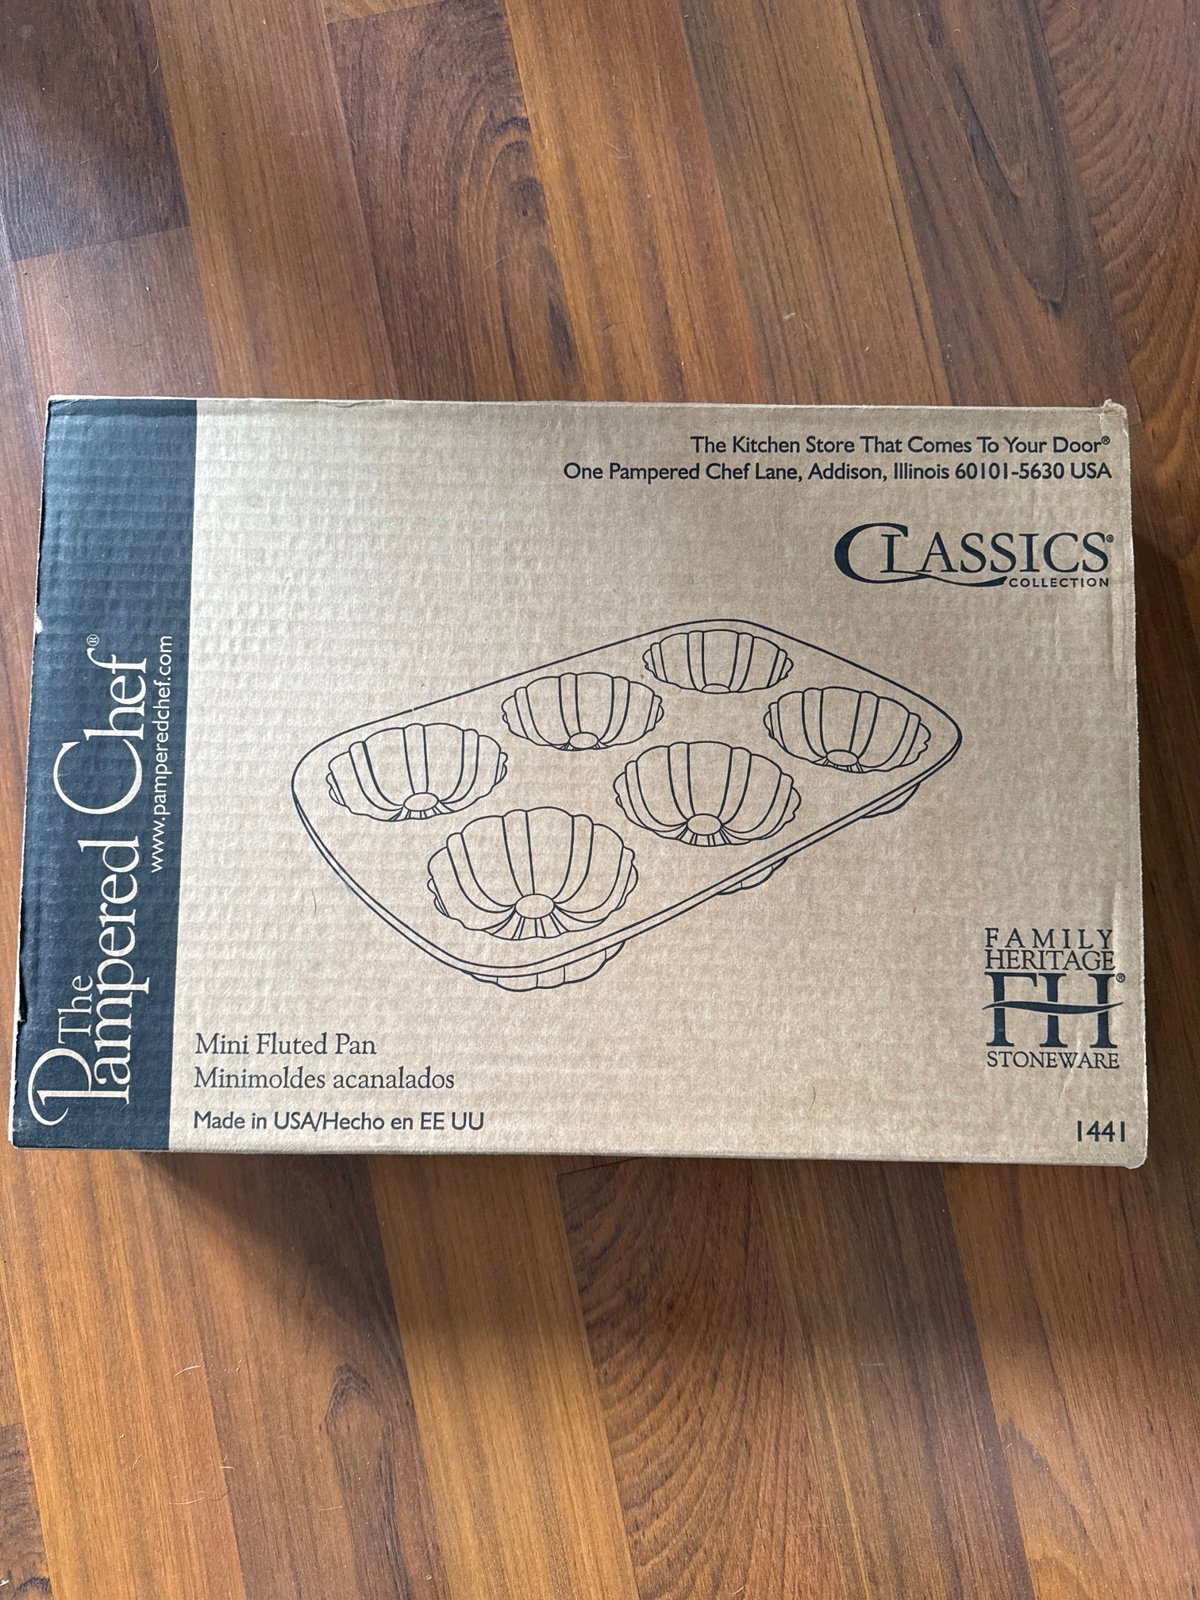 The Kitchen Store That Comes To Your Door®
One Pampered Chef Lane, Addison, Illinois 60101-5630 USA
CLASSICS®
COLLECTION
The
Pampered Chef®
www.pamperedchef.com
FAMILY
HERITAGE®
FH
STONEWARE
Mini Fluted Pan
Minimoldes acanalados
Made in USA/Hecho en EE UU
1441